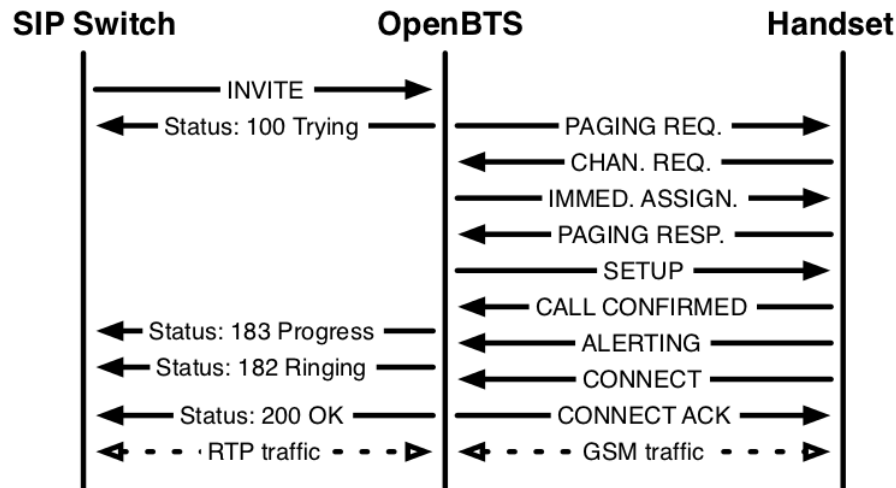 SIP Switch OpenBTS Handset
INVITE
Status: 100 Trying PAGING REQ.
CHAN. REQ.
IMMED. ASSIGN.
PAGING RESP.
SETUP
CALL CONFIRMED
Status: 183 Progress
ALERTING
Status: 182 Ringing
CONNECT
Status: 200 OK CONNECT ACK
RTP traffic GSM traffic